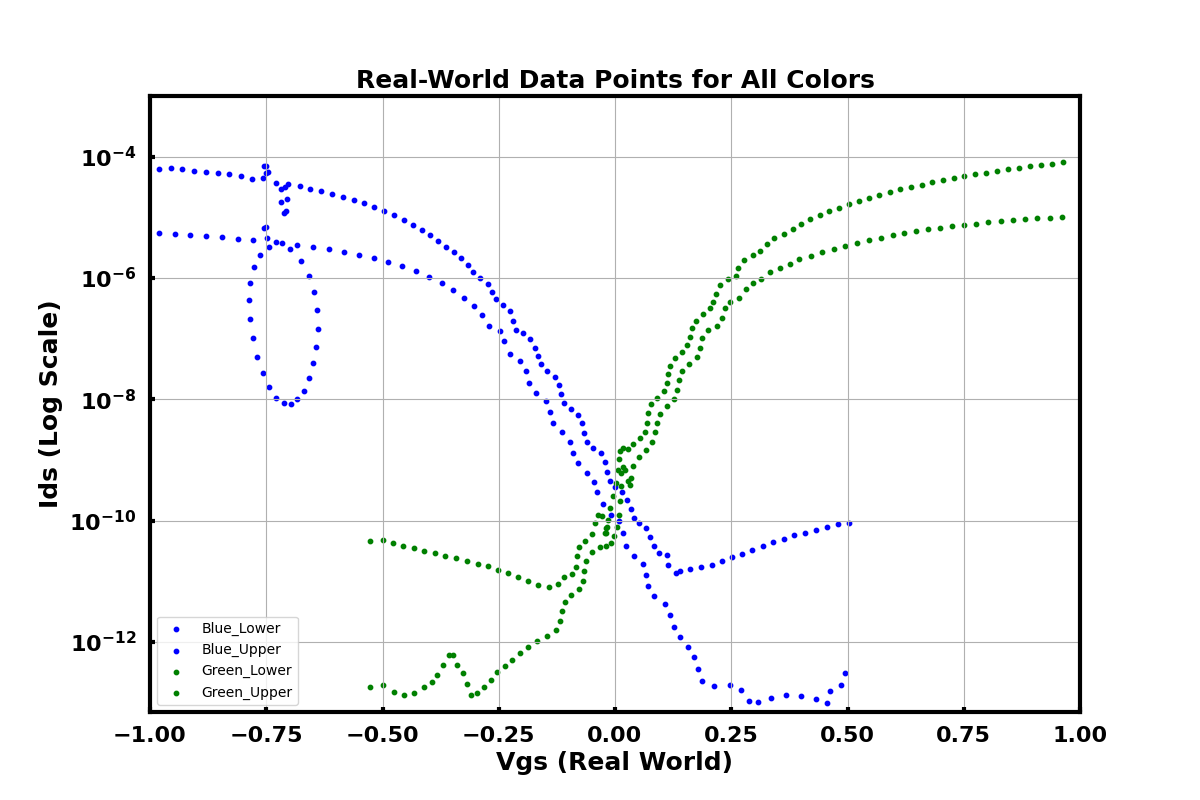 Real-World Data Points for All Colors
Ids (Log Scale)
10⁻⁴
10⁻⁶
10⁻⁸
10⁻¹⁰
10⁻¹²
Blue_Lower
Blue_Upper
Green_Lower
Green_Upper
−1.00 −0.75 −0.50 −0.25 0.00 0.25 0.50 0.75 1.00
Vgs (Real World)